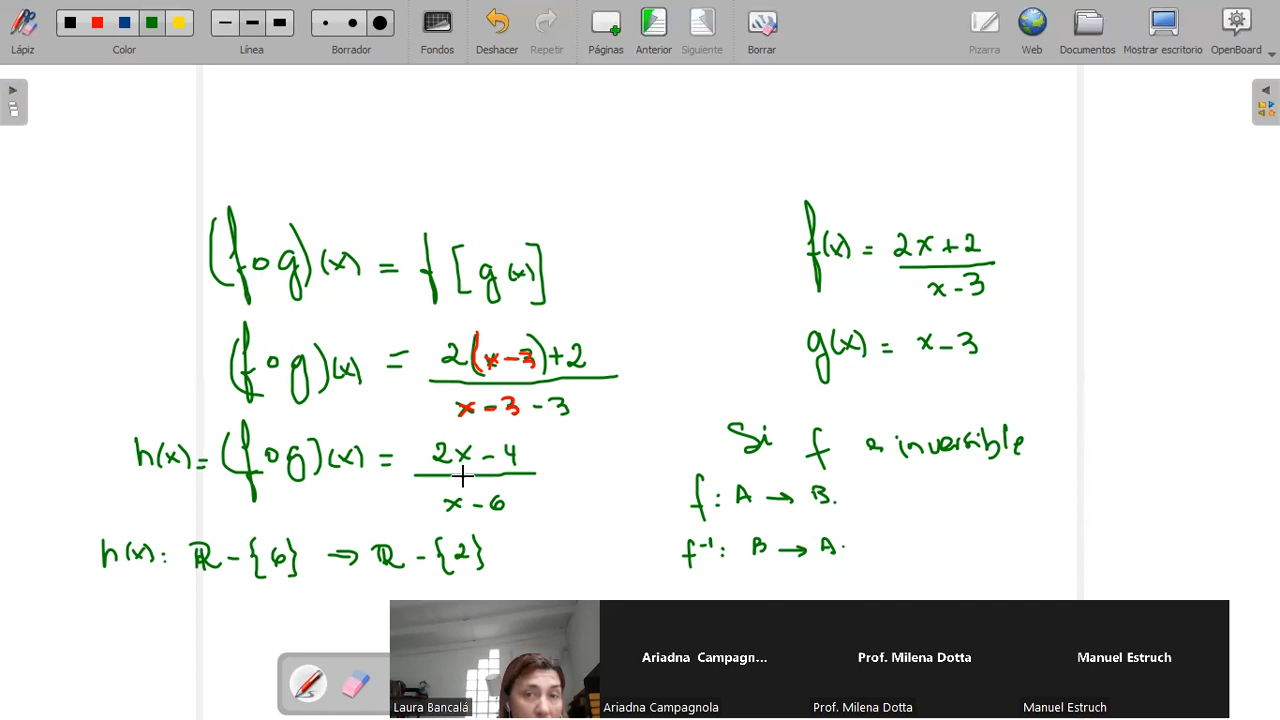 Lápiz
Color
Línea
Borrador
Fondos
Deshacer
Repetir
Páginas
Anterior
Siguiente
Borrar
Pizarra
Web
Documentos
Mostrar escritorio
OpenBoard
(f o g)(x) = f [g(x)]
(f o g)(x) = 2(x-3)+2 / x-3-3
h(x) = (f o g)(x) = 2x-4 / x-6
h(x): ℝ - {6} ⇒ ℝ - {2}
f(x) = 2x+2 / x-3
g(x) = x-3
Si f es inversible
f: A → B.
f⁻¹: B → A.
Laura Bancalá
Ariadna Campagn...
Ariadna Campagnola
Prof. Milena Dotta
Prof. Milena Dotta
Manuel Estruch
Manuel Estruch